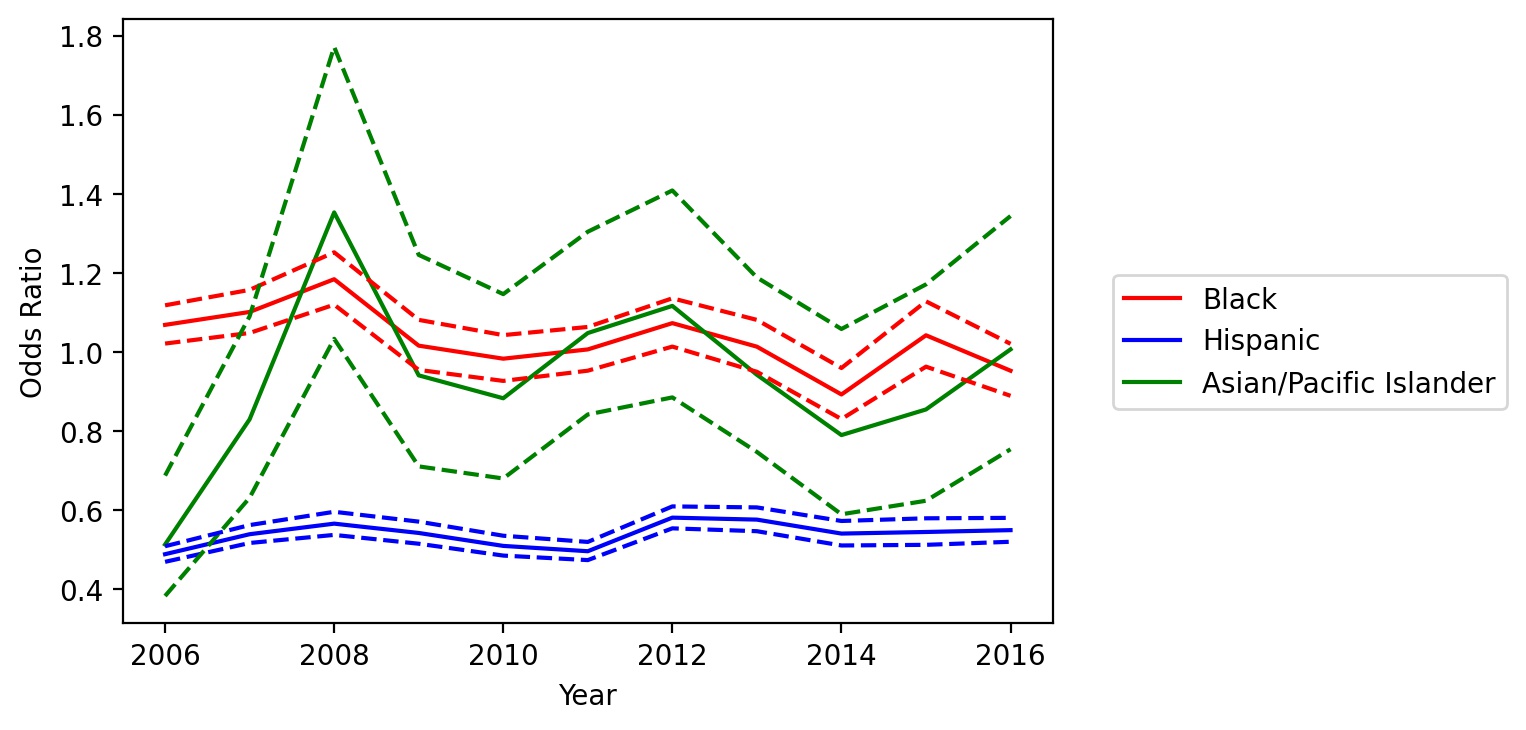 1.8
1.6
1.4
1.2
1.0
0.8
0.6
0.4
Odds Ratio
2006 2008 2010 2012 2014 2016
Year
Black
Hispanic
Asian/Pacific Islander